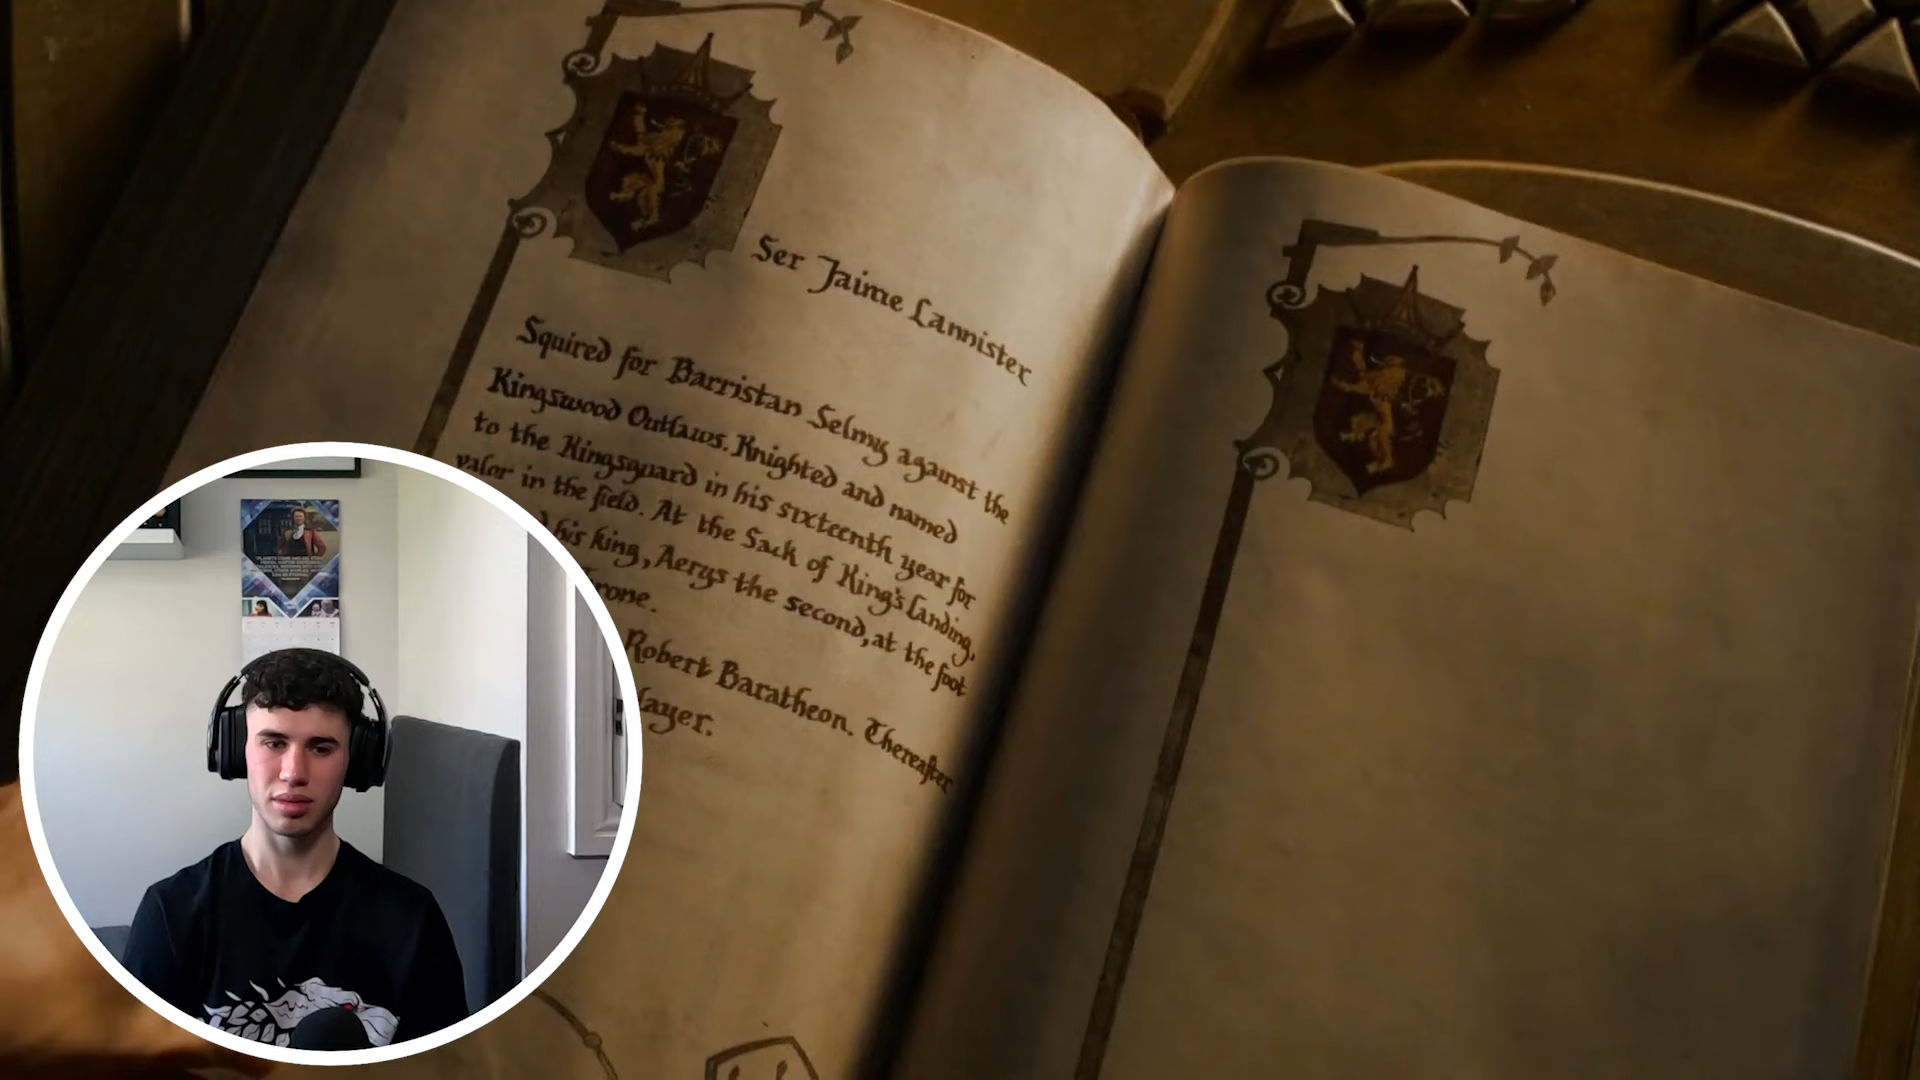 Ser Jaime Lannister
Squired for Barristan Selmy against the
Kingswood Outlaws. Knighted and named
to the Kingsguard in his sixteenth year for
valor in the field. At the Sack of King's Landing,
his king, Aerys the second, at the foot
Robert Baratheon. Thereafter